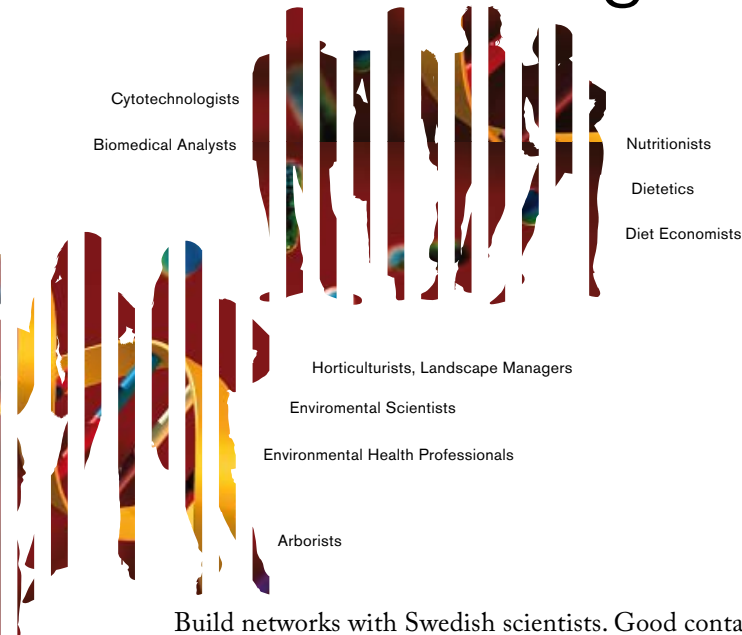 Cytotechnologists
Biomedical Analysts
Nutritionists
Dietetics
Diet Economists
Horticulturists, Landscape Managers
Enviromental Scientists
Environmental Health Professionals
Arborists
Build networks with Swedish scientists. Good